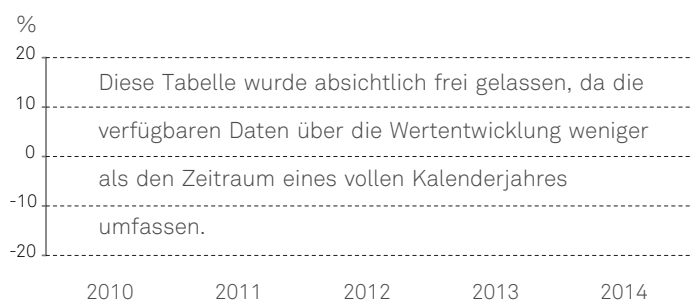 %
20
Diese Tabelle wurde absichtlich frei gelassen, da die
10
verfügbaren Daten über die Wertentwicklung weniger
0
als den Zeitraum eines vollen Kalenderjahres
-10
umfassen.
-20
2010 2011 2012 2013 2014